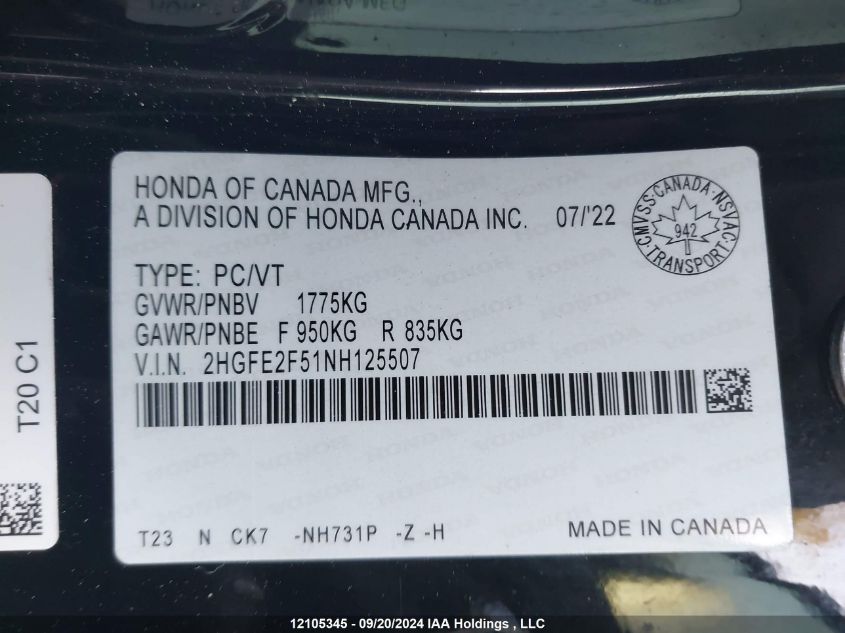 HONDA OF CANADA MFG.,
A DIVISION OF HONDA CANADA INC. 07/'22
CMVSS·CANADA·NSVAC·TRANSPORT·
942
TYPE: PC/VT
GVWR/PNBV 1775KG
GAWR/PNBE F 950KG R 835KG
V.I.N. 2HGFE2F51NH125507
T23 N CK7 -NH731P -Z -H MADE IN CANADA
T20 C1
12105345 - 09/20/2024 IAA Holdings , LLC